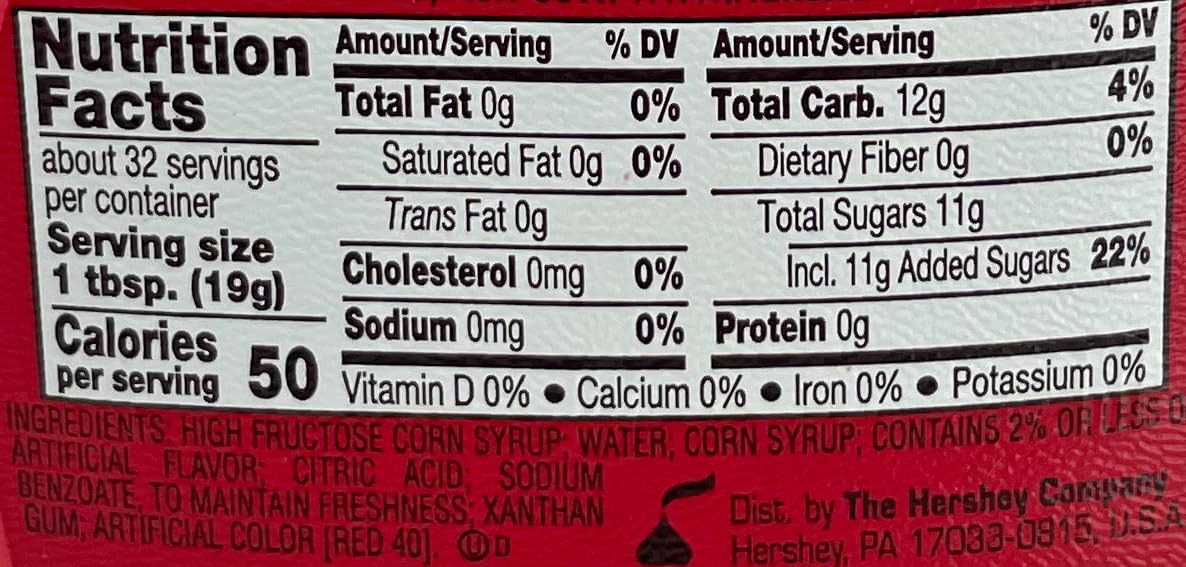 Nutrition
Facts
about 32 servings
per container
Serving size
1 tbsp. (19g)
Calories
per serving 50
Amount/Serving % DV
Total Fat 0g 0%
Saturated Fat 0g 0%
Trans Fat 0g
Cholesterol 0mg 0%
Sodium 0mg 0%
Amount/Serving % DV
Total Carb. 12g 4%
Dietary Fiber 0g 0%
Total Sugars 11g
Incl. 11g Added Sugars 22%
Protein 0g
Vitamin D 0% ● Calcium 0% ● Iron 0% ● Potassium 0%
INGREDIENTS: HIGH FRUCTOSE CORN SYRUP; WATER; CORN SYRUP; CONTAINS 2% OR LESS
ARTIFICIAL FLAVOR; CITRIC ACID; SODIUM
BENZOATE, TO MAINTAIN FRESHNESS; XANTHAN
GUM; ARTIFICIAL COLOR [RED 40]. ⓊD
Dist. by The Hershey Company
Hershey, PA 17033-0815, U.S.A